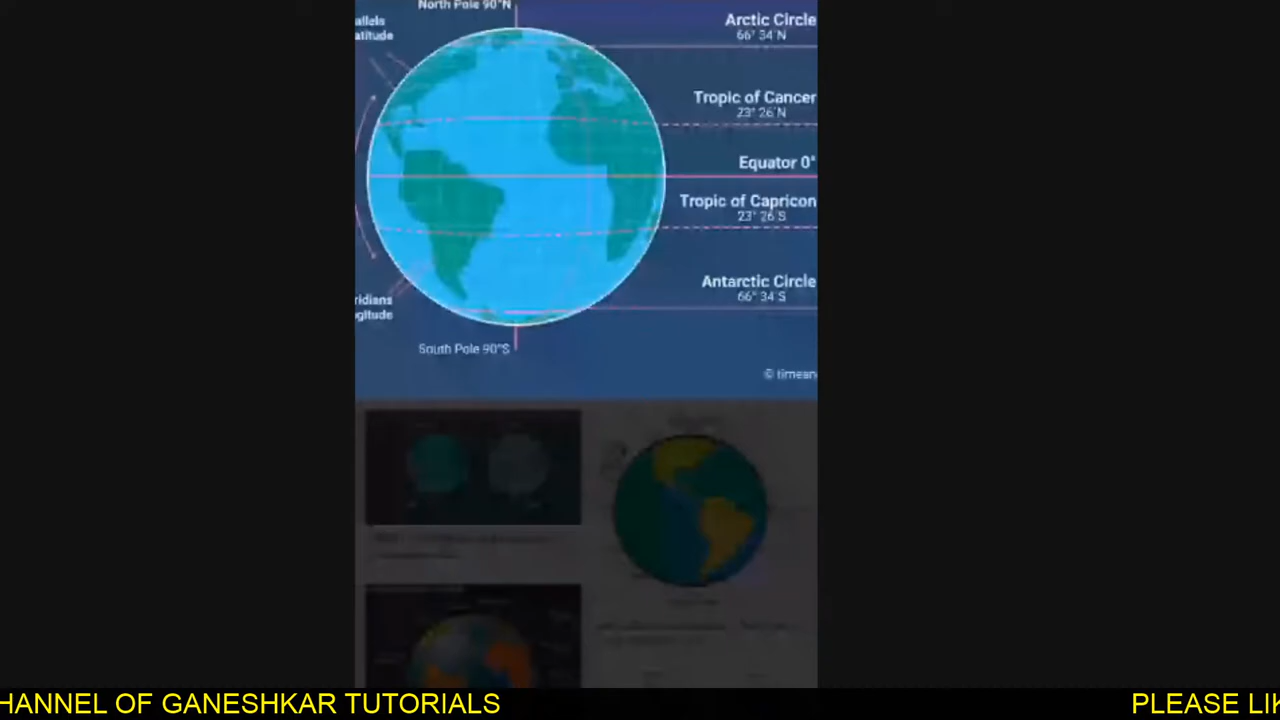 North Pole 90°N
Arctic Circle
66° 34'N
allels
atitude
Tropic of Cancer
23° 26'N
Equator 0°
Tropic of Capricon
23° 26'S
Antarctic Circle
66° 34'S
ridians
ngitude
South Pole 90°S
© timean
HANNEL OF GANESHKAR TUTORIALS
PLEASE LIK